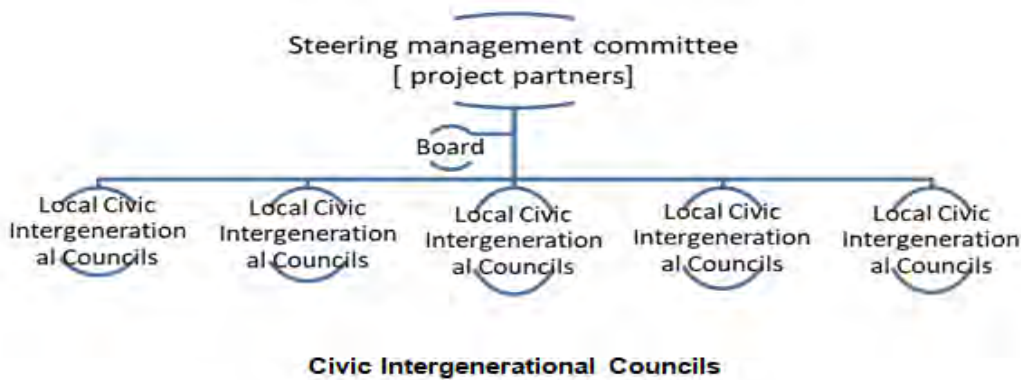 Steering management committee
[ project partners]
Board
Local Civic
Intergeneration
al Councils
Local Civic
Intergeneration
al Councils
Local Civic
Intergeneration
al Councils
Local Civic
Intergeneration
al Councils
Local Civic
Intergeneration
al Councils
Civic Intergenerational Councils